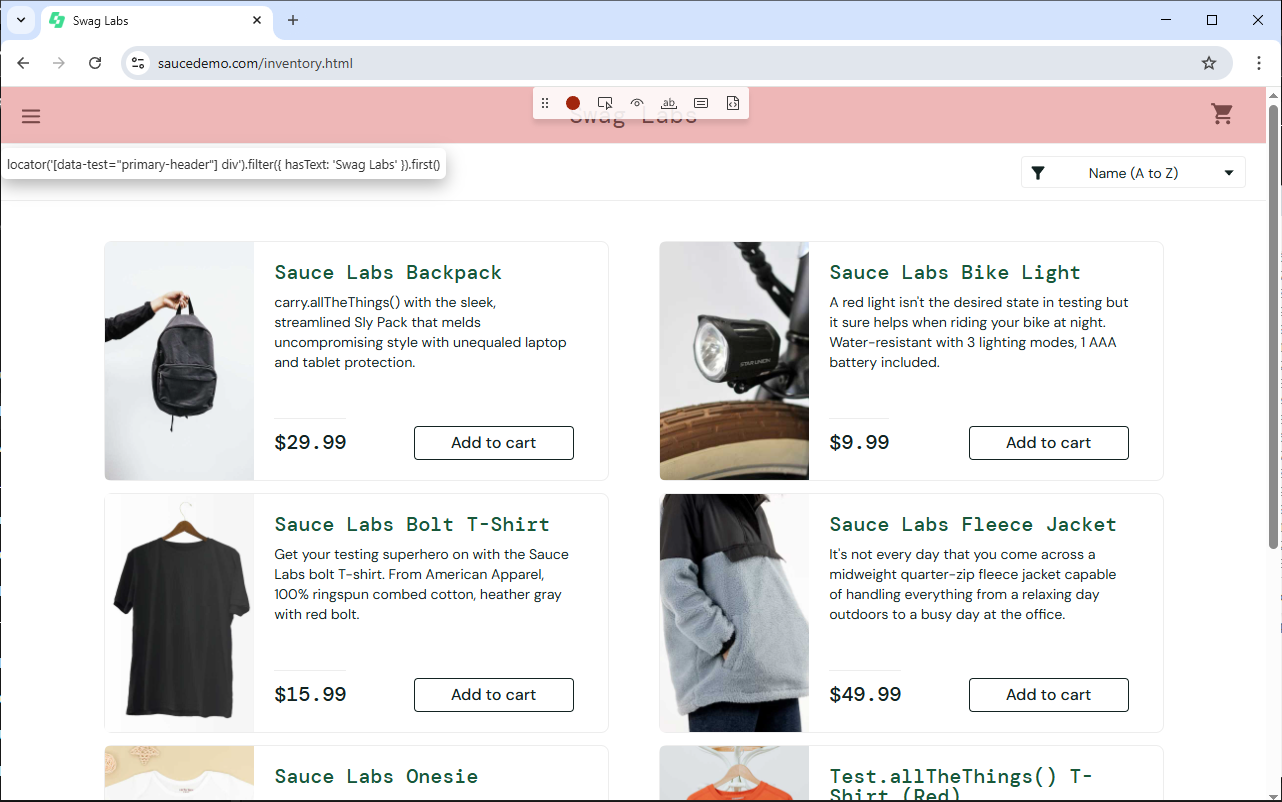 Swag Labs
saucedemo.com/inventory.html
ab
Swag Labs
locator('[data-test="primary-header"] div').filter({ hasText: 'Swag Labs' }).first()
Name (A to Z)
Sauce Labs Backpack
carry.allTheThings() with the sleek,
streamlined Sly Pack that melds
uncompromising style with unequaled laptop
and tablet protection.
$29.99
Add to cart
Sauce Labs Bike Light
A red light isn't the desired state in testing but
it sure helps when riding your bike at night.
Water-resistant with 3 lighting modes, 1 AAA
battery included.
STAR UNION
$9.99
Add to cart
Sauce Labs Bolt T-Shirt
Get your testing superhero on with the Sauce
Labs bolt T-shirt. From American Apparel,
100% ringspun combed cotton, heather gray
with red bolt.
$15.99
Add to cart
Sauce Labs Fleece Jacket
It's not every day that you come across a
midweight quarter-zip fleece jacket capable
of handling everything from a relaxing day
outdoors to a busy day at the office.
$49.99
Add to cart
Sauce Labs Onesie
Test.allTheThings() T-
Shirt (Red)